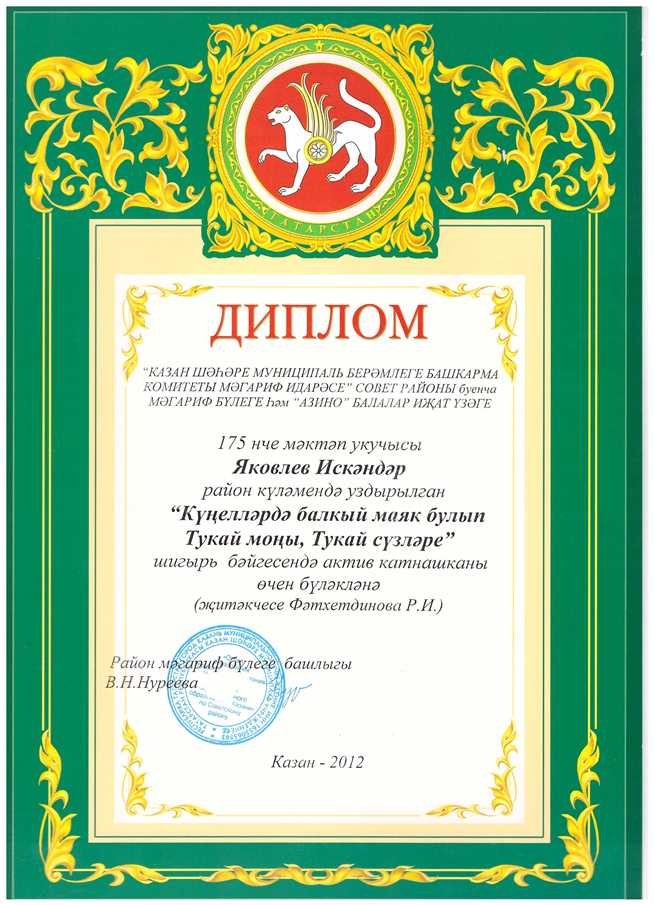 ТАТАРСТАН
ДИПЛОМ
“КАЗАН ШӘҺӘРЕ МУНИЦИПАЛЬ БЕРӘМЛЕГЕ БАШКАРМА
КОМИТЕТЫ МӘГАРИФ ИДАРӘСЕ” СОВЕТ РАЙОНЫ буенча
МӘГАРИФ БҮЛЕГЕ һәм “АЗИНО” БАЛАЛАР ИҖАТ ҮЗӘГЕ
175 нче мәктәп укучысы
Яковлев Искәндәр
район күләмендә уздырылган
“Күңелләрдә балкый маяк булып
Тукай моңы, Тукай сүзләре”
шигырь бәйгесендә актив катнашканы
өчен бүләкләнә
(җитәкчесе Фәтхетдинова Р.И.)
Район мәгариф бүлеге башлыгы
В.Н.Нуреева
Казан - 2012